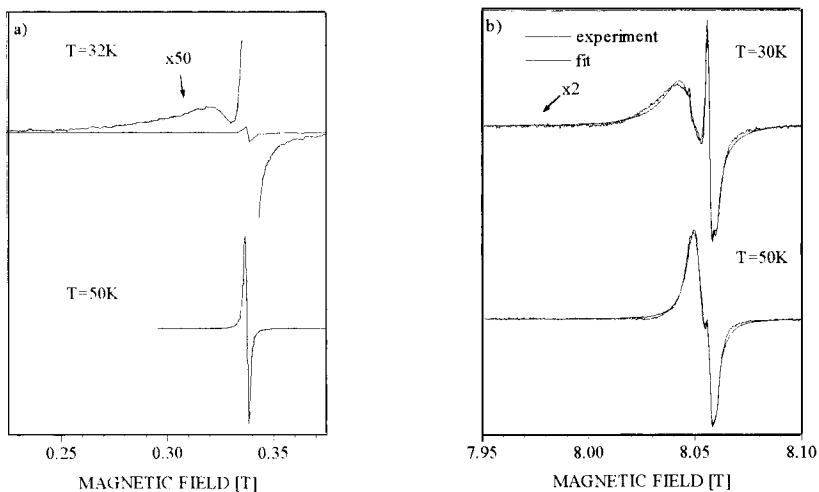 a)
T=32K
x50
T=50K
0.25
0.30
0.35
MAGNETIC FIELD [T]
b)
experiment
fit
T=30K
x2
T=50K
7.95
8.00
8.05
8.10
MAGNETIC FIELD [T]